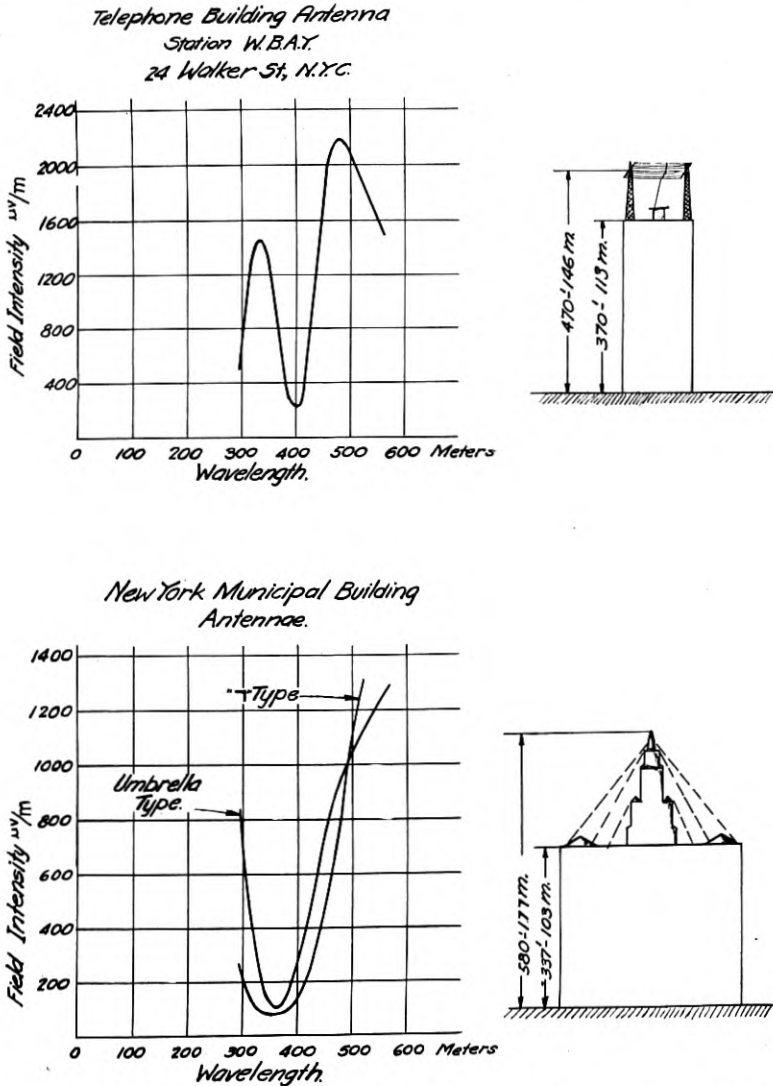 Telephone Building Antenna
Station W.B.A.Y.
24 Walker St, N.Y.C.
2400
2000
1600
1200
800
400
Field Intensity uv/m
0 100 200 300 400 500 600 Meters
Wavelength.
470'-146 m.
370'-113 m.
New York Municipal Building
Antennae.
1400
1200
1000
800
600
400
200
"T" Type
Umbrella
Type.
Field Intensity uv/m
0 100 200 300 400 500 600 Meters
Wavelength.
580'-177 m.
337'-103 m.